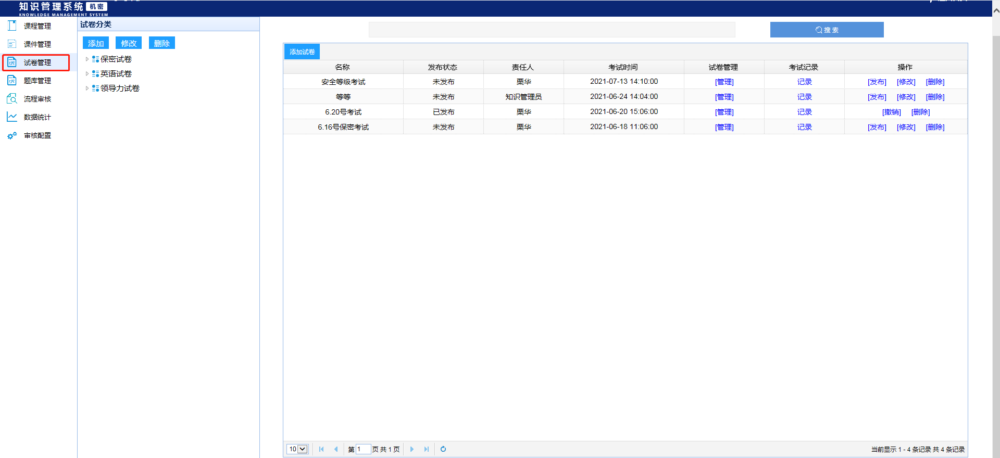 知识管理系统 机密
KNOWLEDGE MANAGEMENT SYSTEM
课程管理
课件管理
试卷管理
题库管理
流程审核
数据统计
审核配置
试卷分类
添加 修改 删除
保密试卷
英语试卷
领导力试卷
搜 索
添加试卷
名称 发布状态 责任人 考试时间 试卷管理 考试记录 操作
安全等级考试 未发布 栗华 2021-07-13 14:10:00 [管理] 记录 [发布] [修改] [删除]
等等 未发布 知识管理员 2021-06-24 14:04:00 [管理] 记录 [发布] [修改] [删除]
6.20号考试 已发布 栗华 2021-06-20 15:06:00 [管理] 记录 [撤销] [删除]
6.16号保密考试 未发布 栗华 2021-06-18 11:06:00 [管理] 记录 [发布] [修改] [删除]
10 第 1 页 共 1 页 当前显示 1 - 4 条记录 共 4 条记录